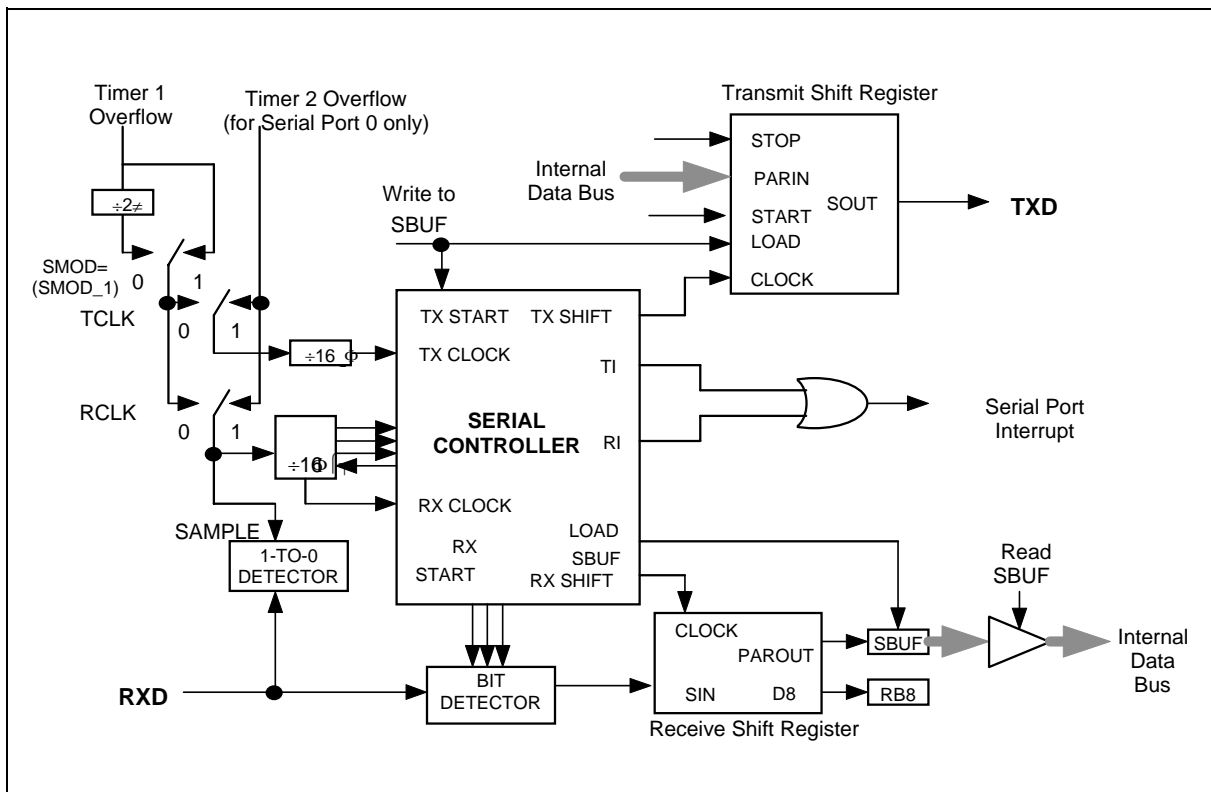 Timer 1
Overflow
Timer 2 Overflow
(for Serial Port 0 only)
Transmit Shift Register
STOP
PARIN
SOUT
START
LOAD
CLOCK
Internal
Data Bus
TXD
÷2≠
Write to
SBUF
SMOD=
(SMOD_1)
0
1
TCLK
0
1
÷16
RCLK
0
1
÷16
TX START
TX SHIFT
TX CLOCK
TI
SERIAL
CONTROLLER
RI
RX CLOCK
LOAD
SBUF
RX
START
RX SHIFT
Serial Port
Interrupt
SAMPLE
1-TO-0
DETECTOR
Read
SBUF
CLOCK
PAROUT
SIN
D8
SBUF
RB8
Internal
Data
Bus
RXD
BIT
DETECTOR
Receive Shift Register